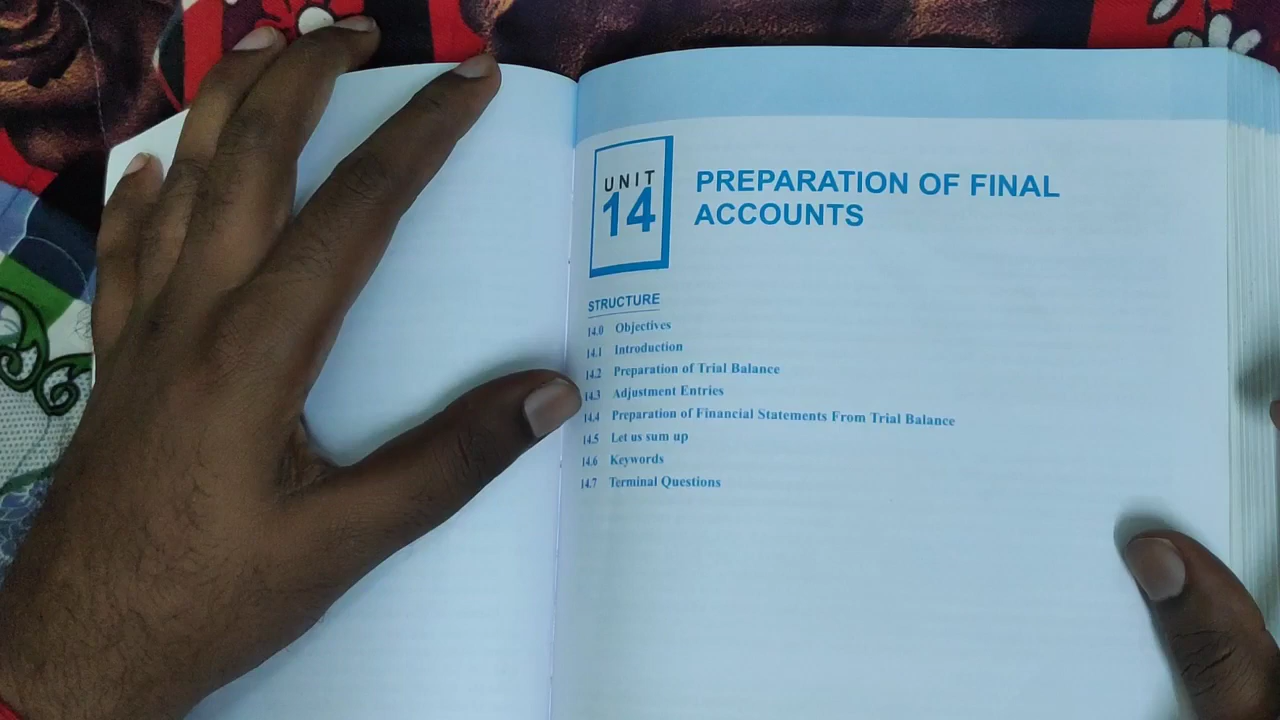 UNIT
14
PREPARATION OF FINAL
ACCOUNTS
STRUCTURE
14.0 Objectives
14.1 Introduction
14.2 Preparation of Trial Balance
14.3 Adjustment Entries
14.4 Preparation of Financial Statements From Trial Balance
14.5 Let us sum up
14.6 Keywords
14.7 Terminal Questions